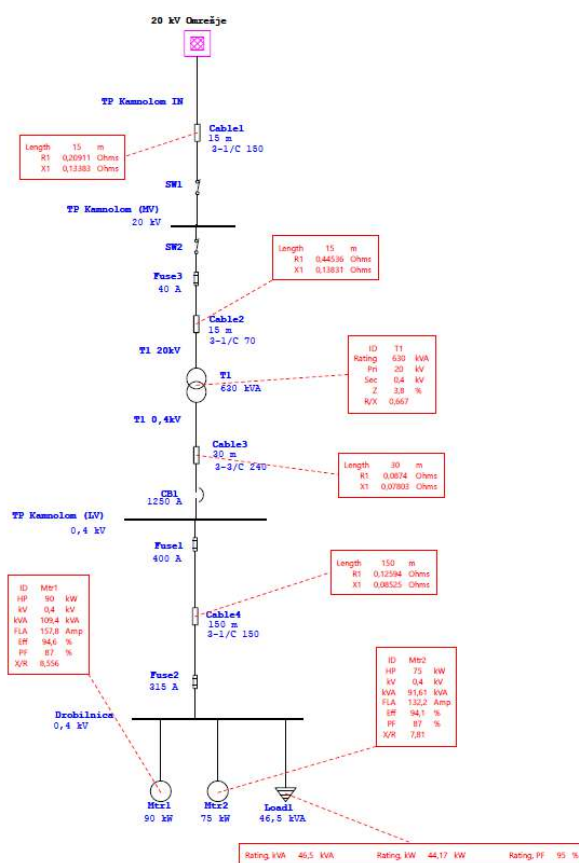 20 kV Omrežje
TP Kamnolom IN
Cable1
15 m
3-1/C 150
Length 15 m
R1 0,20911 Ohms
X1 0,13383 Ohms
SW1
TP Kamnolom (MV)
20 kV
SW2
Fuse3
40 A
Length 15 m
R1 0,44536 Ohms
X1 0,13831 Ohms
Cable2
15 m
3-1/C 70
T1 20kV
T1
630 kVA
ID T1
Rating 630 kVA
Pri 20 kV
Sec 0,4 kV
Z 3,8 %
R/X 0,667
T1 0,4kV
Cable3
30 m
3-3/C 240
Length 30 m
R1 0,0874 Ohms
X1 0,07803 Ohms
CB1
1250 A
TP Kamnolom (LV)
0,4 kV
Fuse1
400 A
Length 150 m
R1 0,12594 Ohms
X1 0,08525 Ohms
ID Mtr1
HP 90 kW
kV 0,4 kV
kVA 109,4 kVA
FLA 157,8 Amp
Eff 94,6 %
PF 87 %
X/R 8,556
Cable4
150 m
3-1/C 150
ID Mtr2
HP 75 kW
kV 0,4 kV
kVA 91,61 kVA
FLA 132,2 Amp
Eff 94,1 %
PF 87 %
X/R 7,81
Fuse2
315 A
Drobilnica
0,4 kV
Mtr1
90 kW
Mtr2
75 kW
Load1
46,5 kVA
Rating, kVA 46,5 kVA Rating, kW 44,17 kW Rating, PF 95 %